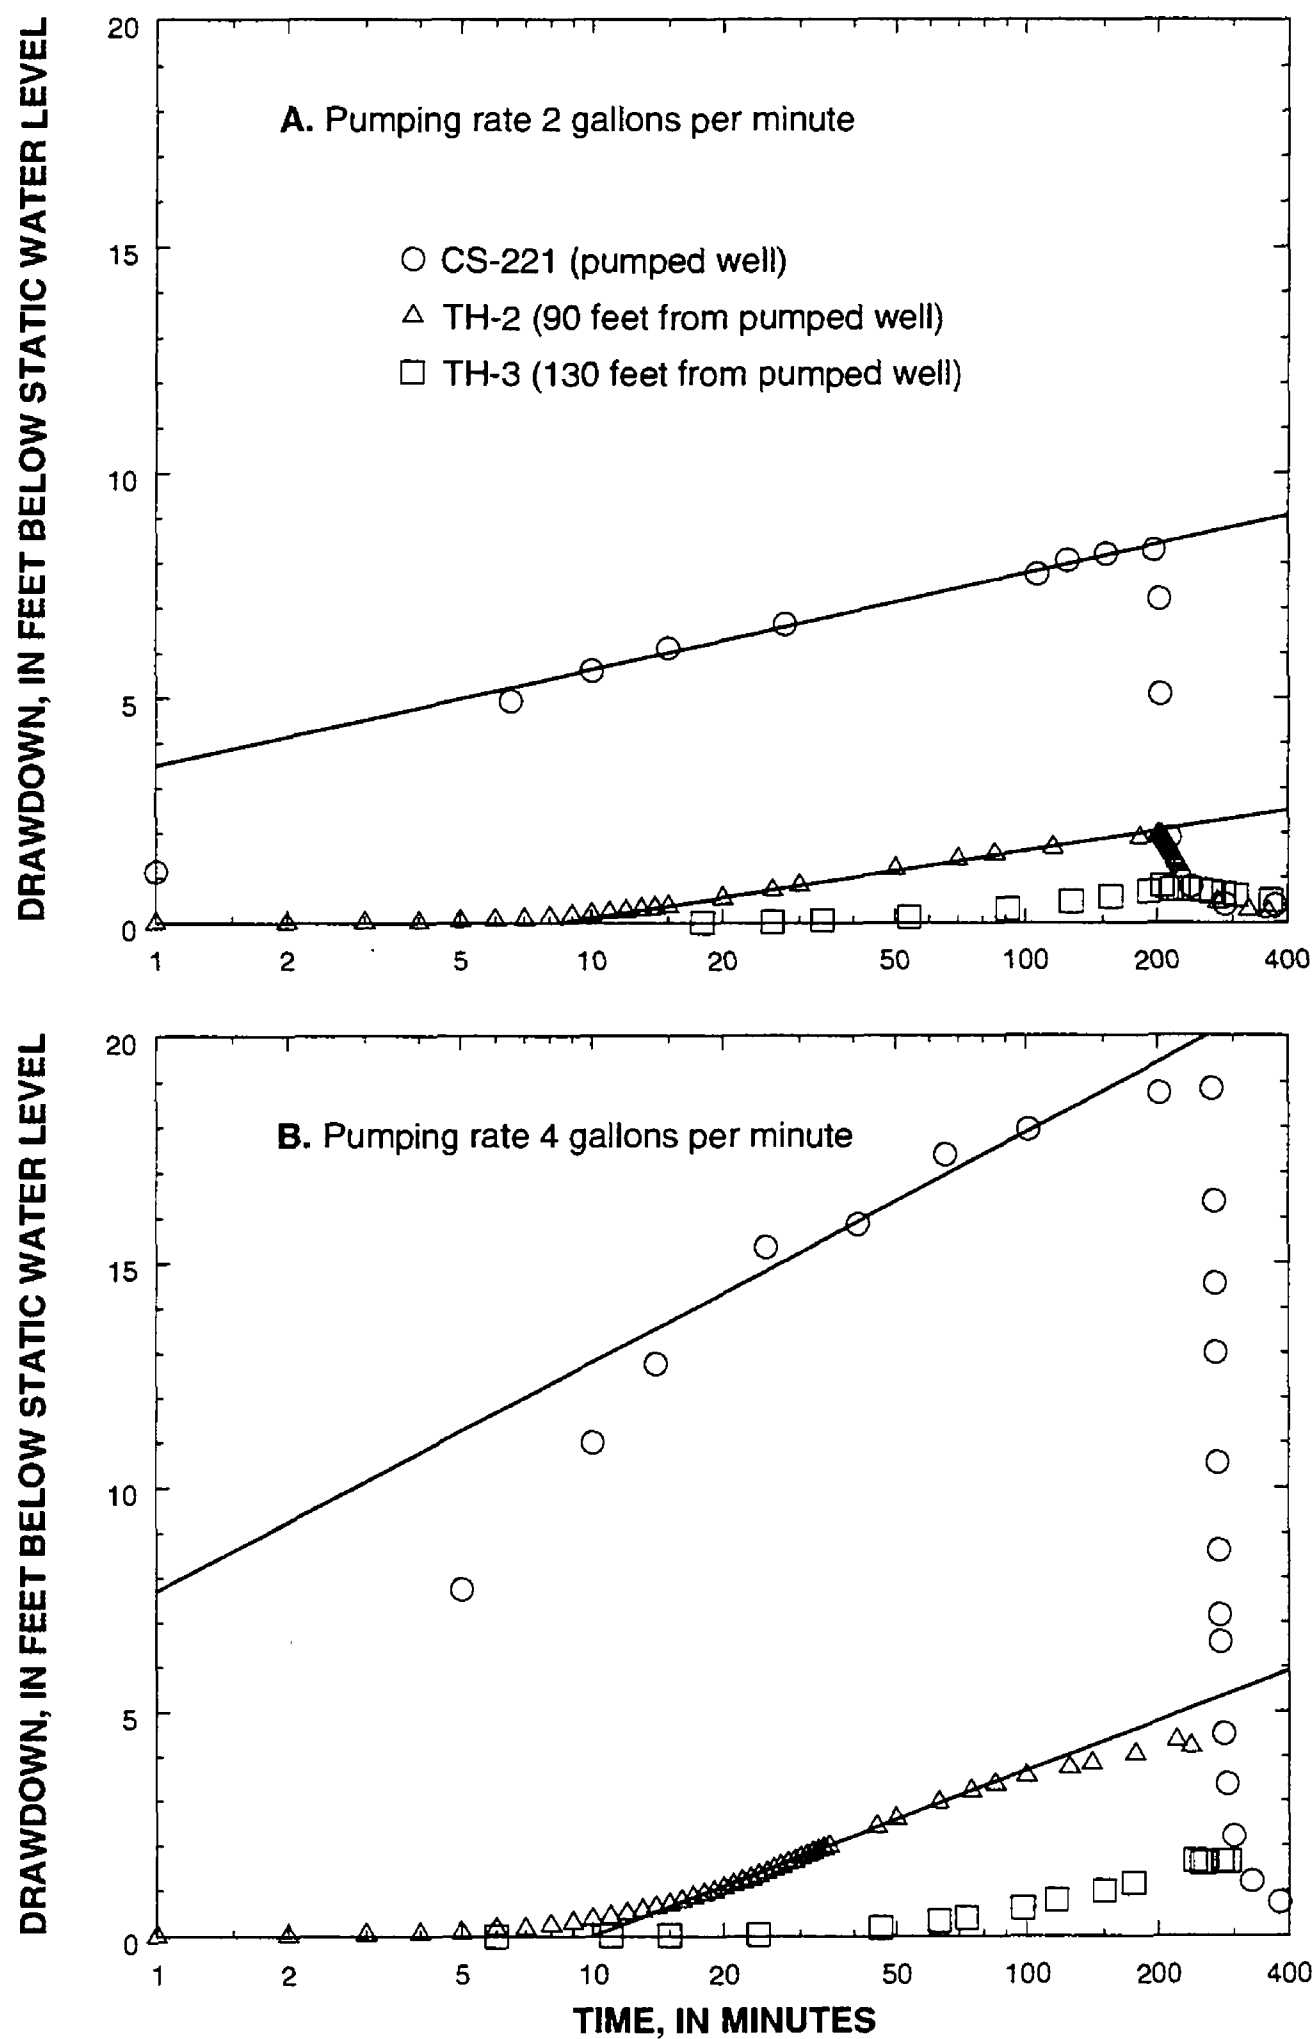 DRAWDOWN, IN FEET BELOW STATIC WATER LEVEL
20
15
10
5
0
A. Pumping rate 2 gallons per minute
CS-221 (pumped well)
TH-2 (90 feet from pumped well)
TH-3 (130 feet from pumped well)
1 2 5 10 20 50 100 200 400
DRAWDOWN, IN FEET BELOW STATIC WATER LEVEL
20
15
10
5
0
B. Pumping rate 4 gallons per minute
1 2 5 10 20 50 100 200 400
TIME, IN MINUTES